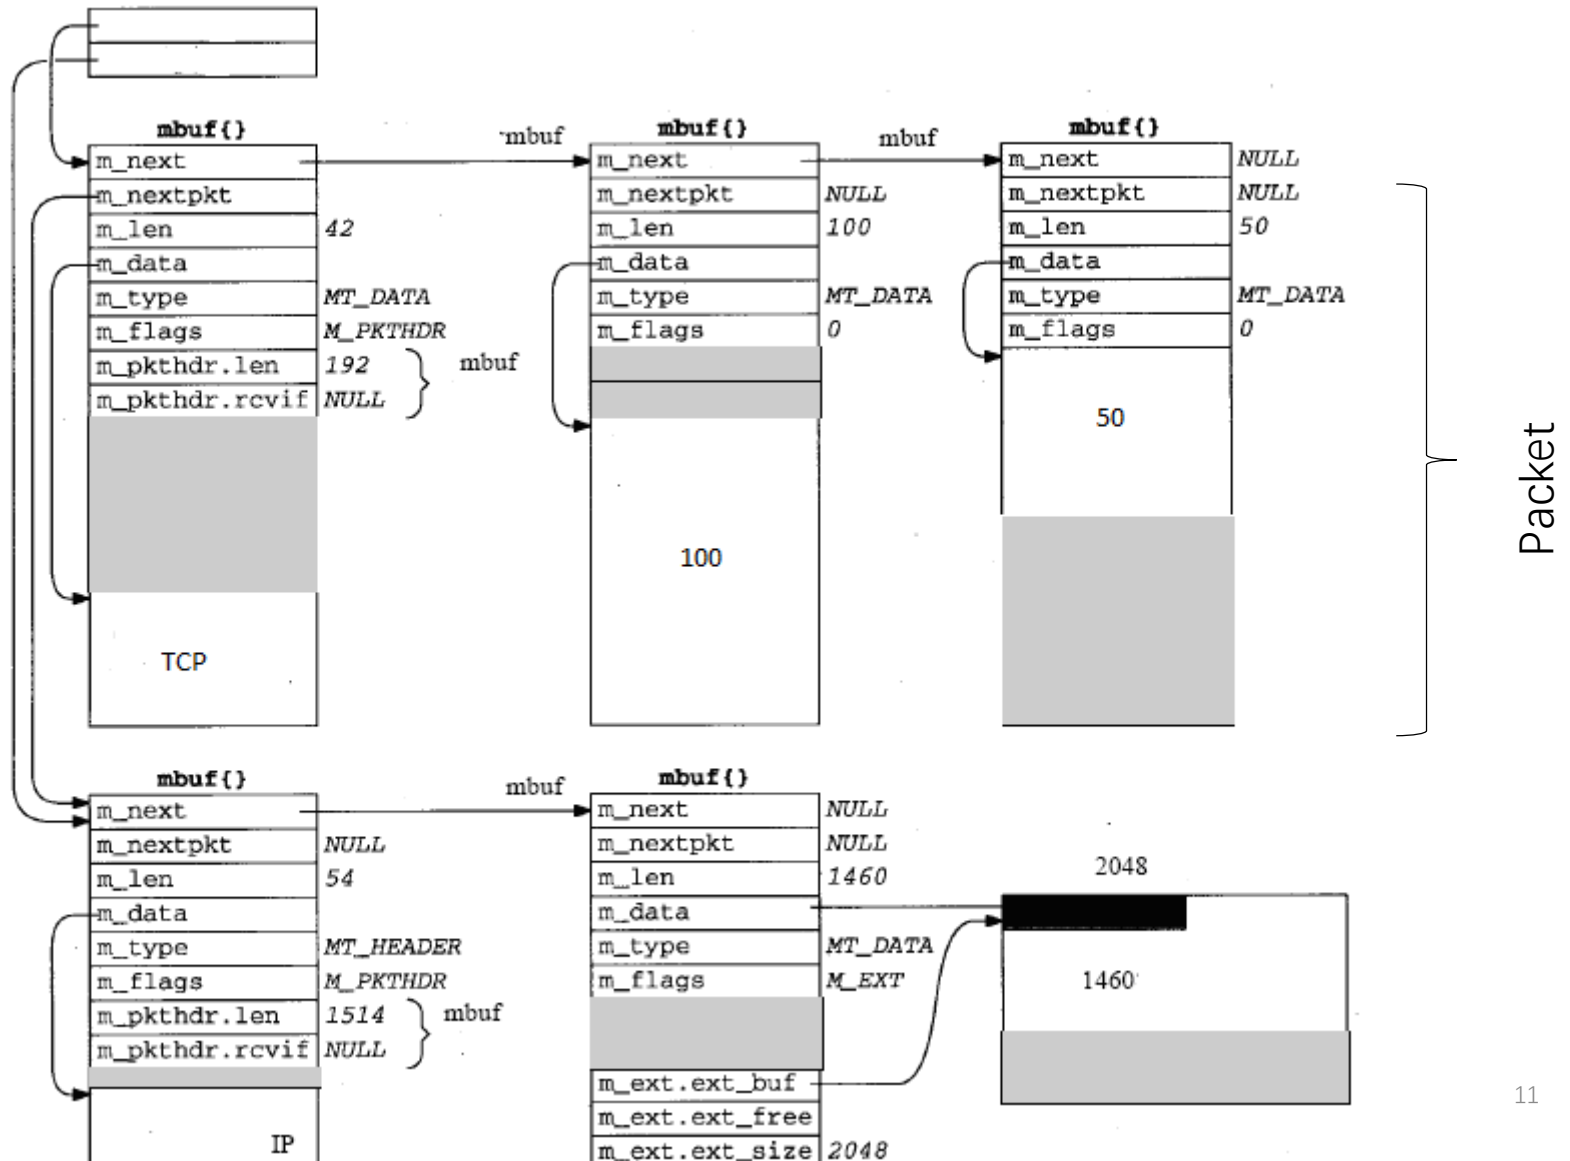 mbuf{}
m_next
m_nextpkt
m_len 42
m_data
m_type MT_DATA
m_flags M_PKTHDR
m_pkthdr.len 192
m_pkthdr.rcvif NULL
mbuf
TCP
mbuf
mbuf{}
m_next
m_nextpkt NULL
m_len 100
m_data
m_type MT_DATA
m_flags 0
100
mbuf
mbuf{}
m_next NULL
m_nextpkt NULL
m_len 50
m_data
m_type MT_DATA
m_flags 0
50
Packet
mbuf{}
m_next
m_nextpkt NULL
m_len 54
m_data
m_type MT_HEADER
m_flags M_PKTHDR
m_pkthdr.len 1514
m_pkthdr.rcvif NULL
mbuf
IP
mbuf
mbuf{}
m_next NULL
m_nextpkt NULL
m_len 1460
m_data
m_type MT_DATA
m_flags M_EXT
m_ext.ext_buf
m_ext.ext_free
m_ext.ext_size 2048
2048
1460
11